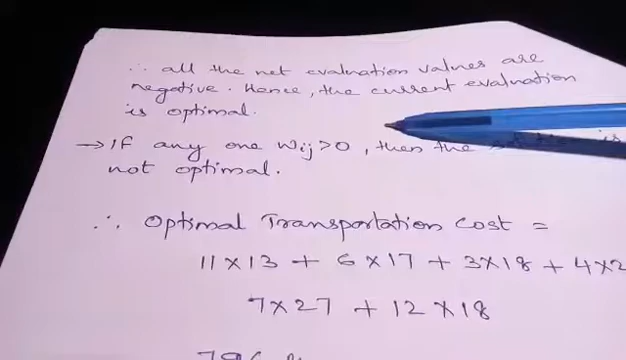 ∴ all the net evaluation values are
negative. Hence, the current evaluation
is optimal.
→ If any one Wij>0, then the is
not optimal.
∴ Optimal Transportation cost =
11×13 + 6×17 + 3×18 + 4×2
7×27 + 12×18